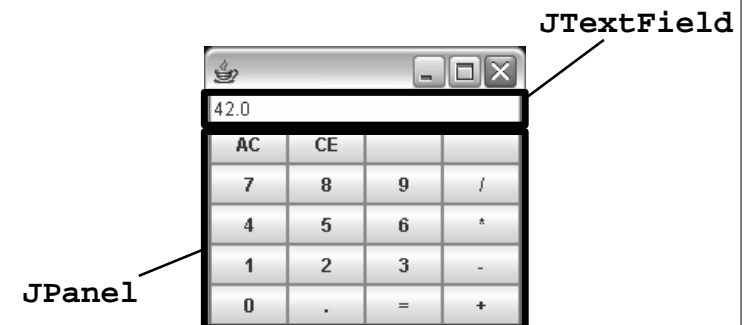 JTextField
42.0
AC CE
7 8 9 /
4 5 6 *
1 2 3 -
JPanel
0 . = +